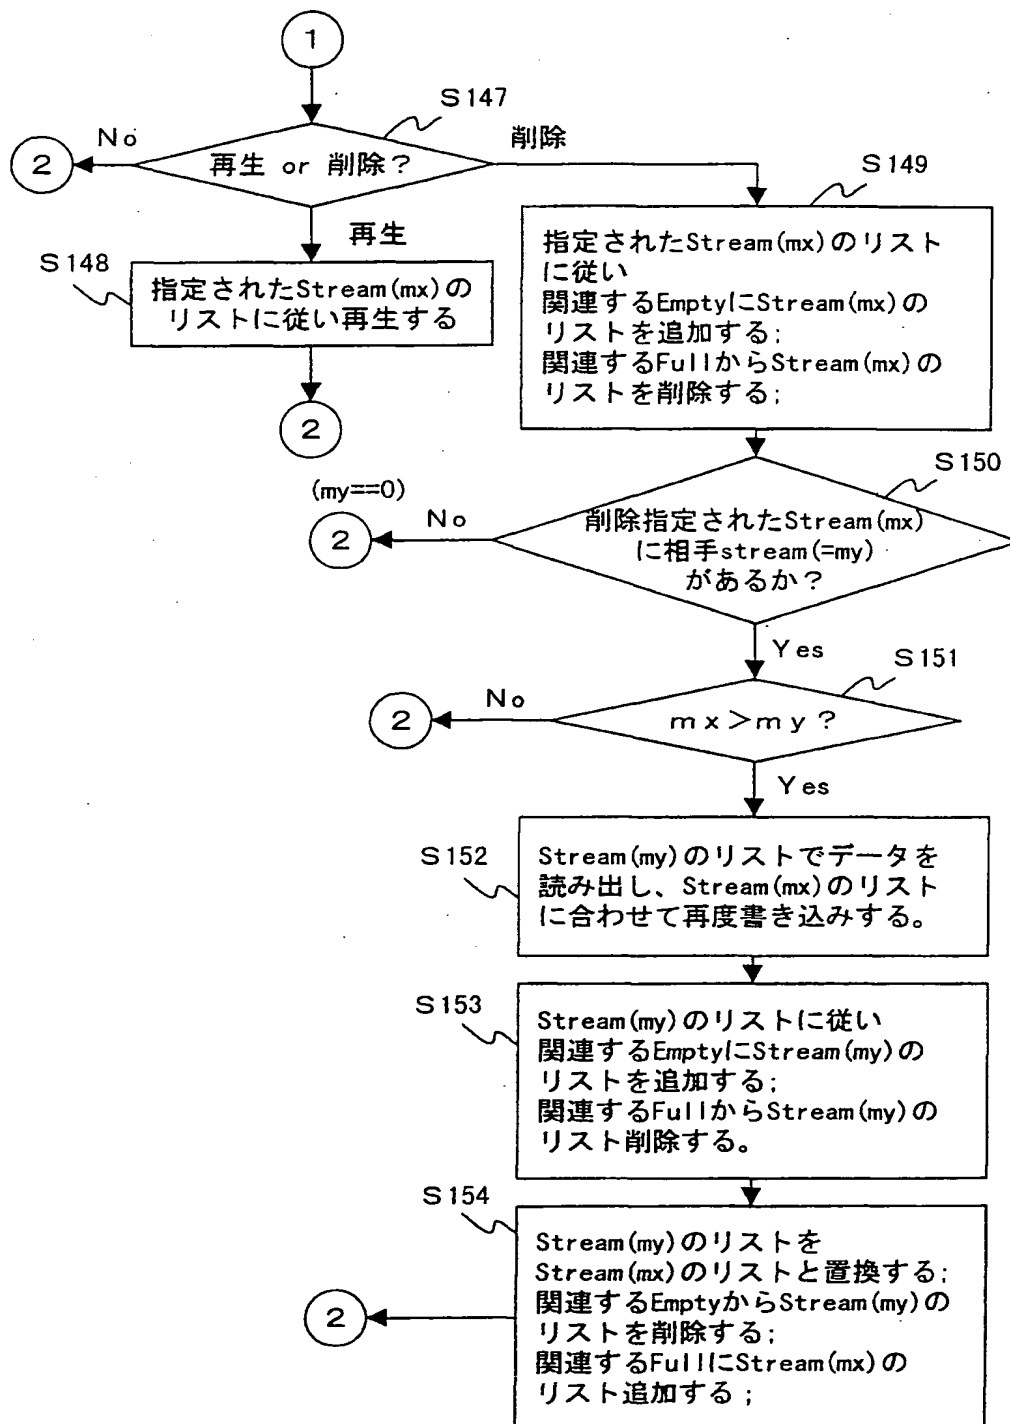 1
S147
No
再生 or 削除？
削除
2
再生
S148
指定されたStream(mx)の
リストに従い再生する
2
S149
指定されたStream(mx)のリスト
に従い
関連するEmptyにStream(mx)の
リストを追加する;
関連するFullからStream(mx)の
リストを削除する;
S150
(my==0)
No
2
削除指定されたStream(mx)
に相手stream(=my)
があるか？
Yes
S151
No
2
ｍｘ＞ｍｙ？
Yes
S152
Stream(my)のリストでデータを
読み出し、Stream(mx)のリスト
に合わせて再度書き込みする。
S153
Stream(my)のリストに従い
関連するEmptyにStream(my)の
リストを追加する;
関連するFullからStream(my)の
リスト削除する。
S154
Stream(my)のリストを
Stream(mx)のリストと置換する;
関連するEmptyからStream(my)の
リストを削除する;
関連するFullにStream(mx)の
リスト追加する；
2